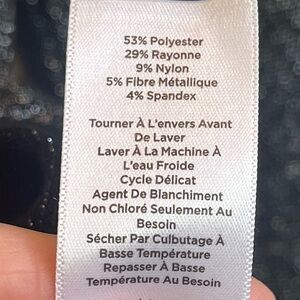 53% Polyester
29% Rayonne
9% Nylon
5% Fibre Métallique
4% Spandex
Tourner À L'envers Avant
De Laver
Laver À La Machine À
L'eau Froide
Cycle Délicat
Agent De Blanchiment
Non Chloré Seulement Au
Besoin
Sécher Par Culbutage À
Basse Température
Repasser À Basse
Température Au Besoin